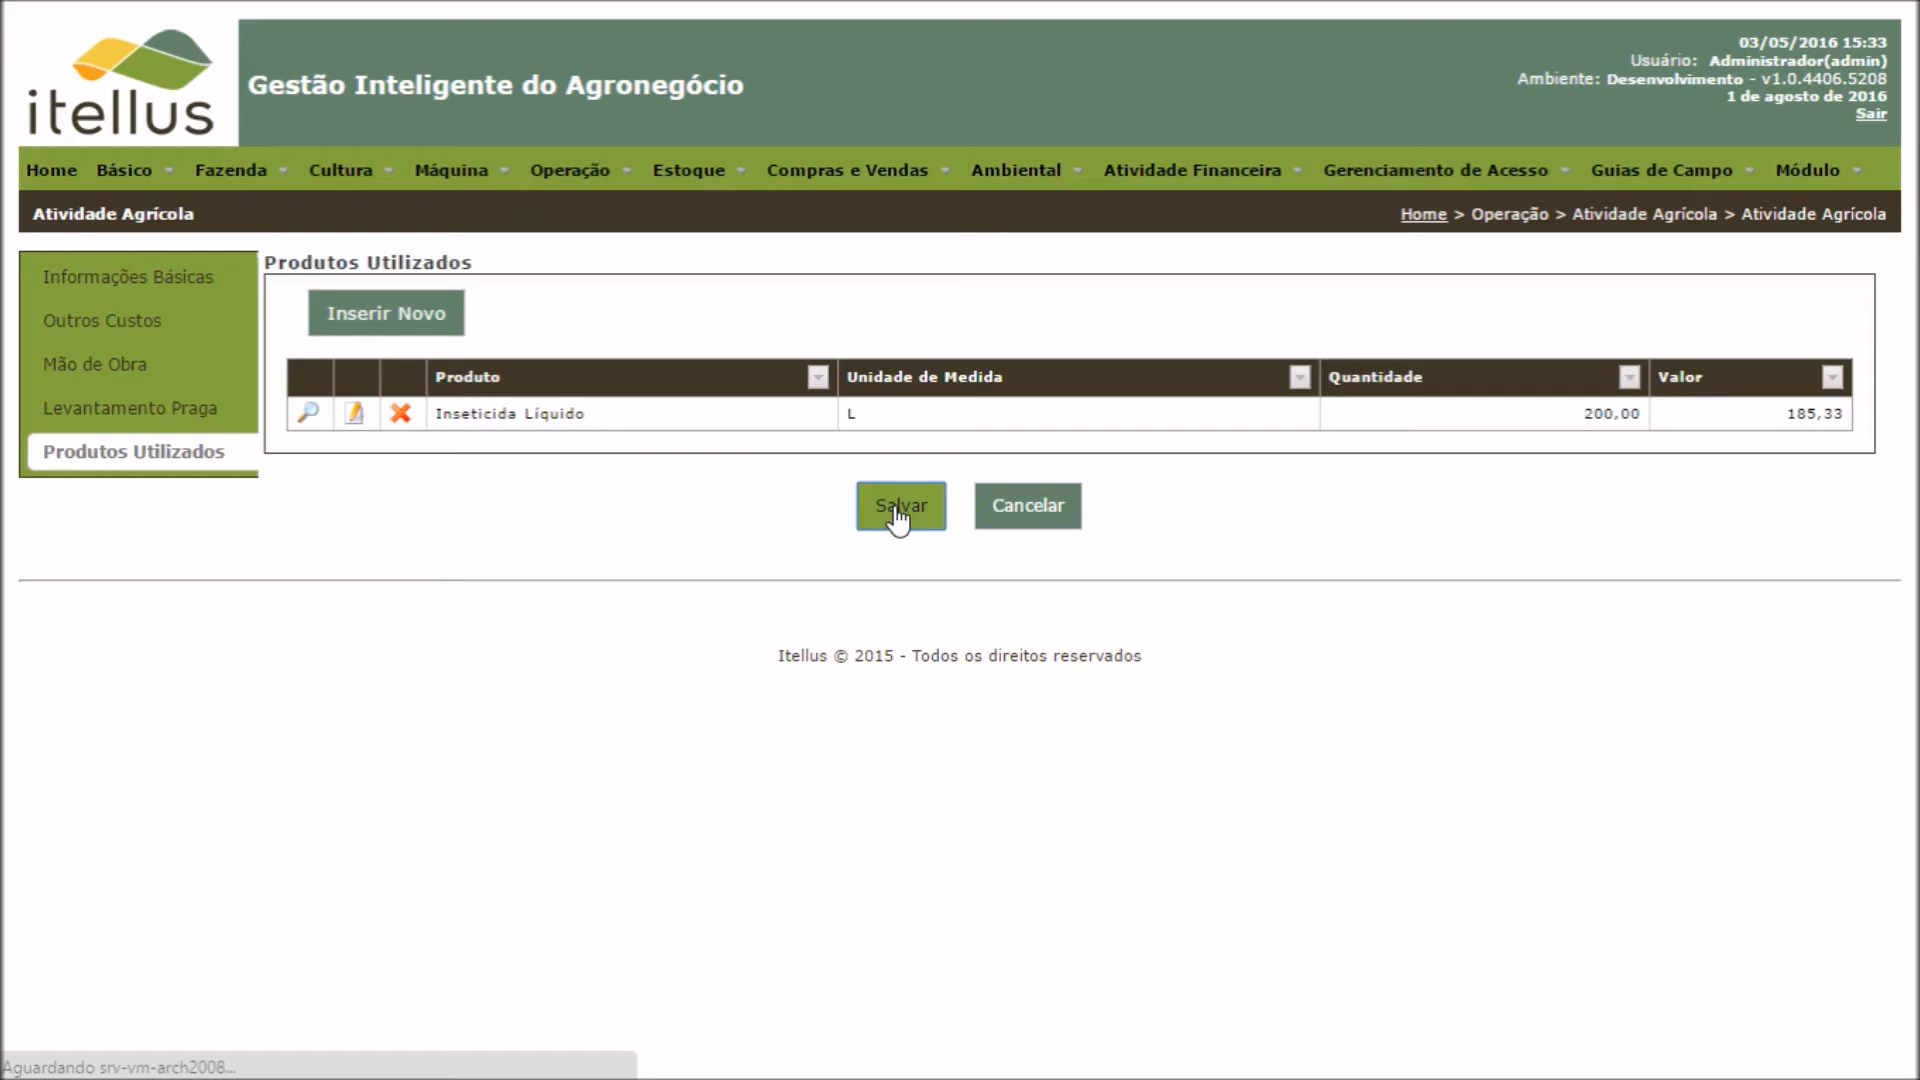 itellus
Gestão Inteligente do Agronegócio
03/05/2016 15:33
Usuário: Administrador(admin)
Ambiente: Desenvolvimento - v1.0.4406.5208
1 de agosto de 2016
Sair
Home Básico Fazenda Cultura Máquina Operação Estoque Compras e Vendas Ambiental Atividade Financeira Gerenciamento de Acesso Guias de Campo Módulo
Atividade Agrícola
Home > Operação > Atividade Agrícola > Atividade Agrícola
Informações Básicas
Outros Custos
Mão de Obra
Levantamento Praga
Produtos Utilizados
Produtos Utilizados
Inserir Novo
Produto Unidade de Medida Quantidade Valor
Inseticida Líquido L 200,00 185,33
Salvar Cancelar
Itellus © 2015 - Todos os direitos reservados
Aguardando srv-vm-arch2008...